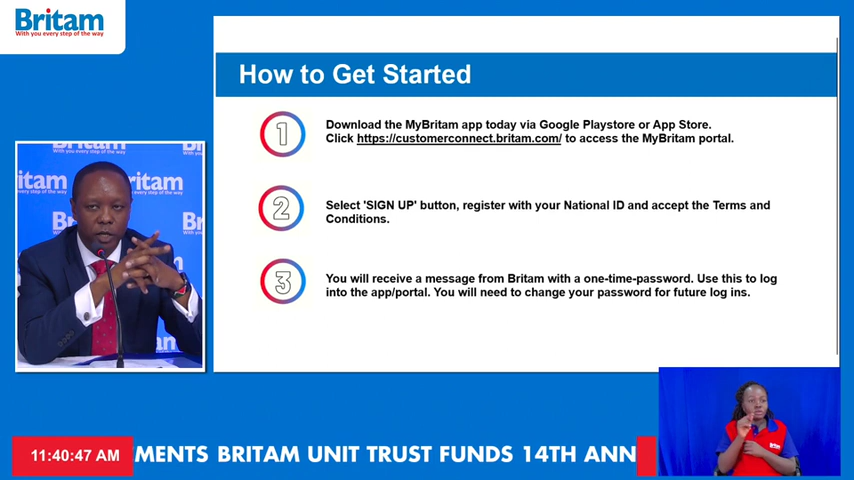 Britam
With you every step of the way
How to Get Started
1
Download the MyBritam app today via Google Playstore or App Store.
Click https://customerconnect.britam.com/ to access the MyBritam portal.
2
Select 'SIGN UP' button, register with your National ID and accept the Terms and
Conditions.
3
You will receive a message from Britam with a one-time-password. Use this to log
into the app/portal. You will need to change your password for future log ins.
itam
ritam
Br
Britam
11:40:47 AM
MENTS BRITAM UNIT TRUST FUNDS 14TH ANN